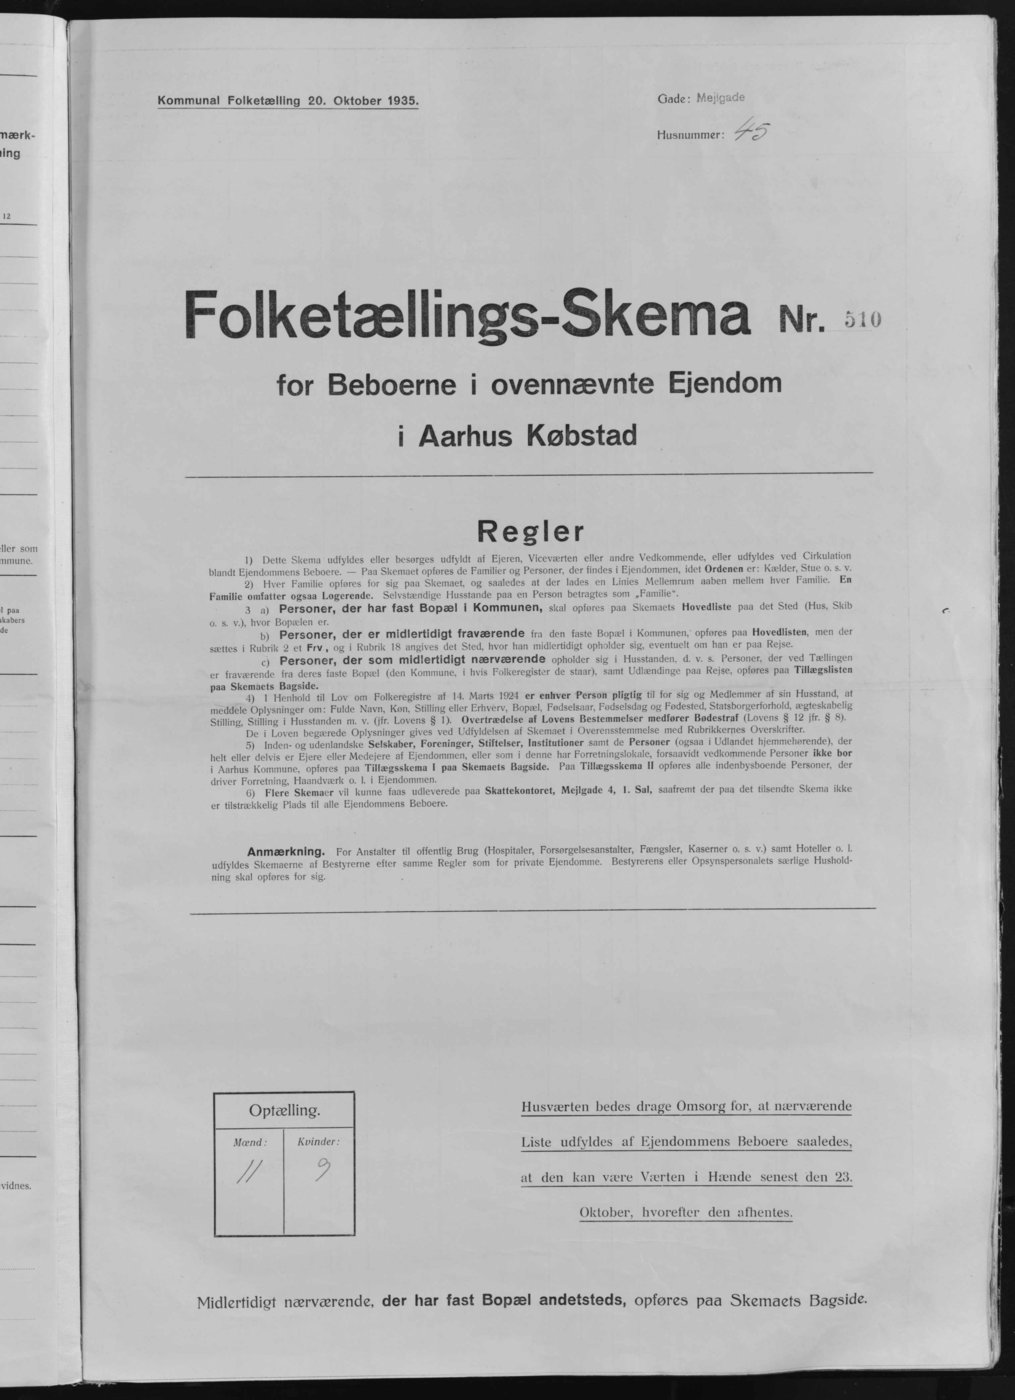 mærk-
ing
12
ller som
mmune.
l paa
skabers
de
vidnes.
Kommunal Folketælling 20. Oktober 1935.
Gade: Mejlgade
Husnummer: 45
Folketællings-Skema Nr. 510
for Beboerne i ovennævnte Ejendom
i Aarhus Købstad
Regler
1) Dette Skema udfyldes eller besørges udfyldt af Ejeren, Viceværten eller andre Vedkommende, eller udfyldes ved Cirkulation
blandt Ejendommens Beboere. — Paa Skemaet opføres de Familier og Personer, der findes i Ejendommen, idet Ordenen er: Kælder, Stue o. s. v.
2) Hver Familie opføres for sig paa Skemaet, og saaledes at der lades en Linies Mellemrum aaben mellem hver Familie. En
Familie omfatter ogsaa Logerende. Selvstændige Husstande paa en Person betragtes som „Familie“.
3 a) Personer, der har fast Bopæl i Kommunen, skal opføres paa Skemaets Hovedliste paa det Sted (Hus, Skib
o. s. v.), hvor Bopælen er.
b) Personer, der er midlertidigt fraværende fra den faste Bopæl i Kommunen, opføres paa Hovedlisten, men der
sættes i Rubrik 2 et Frv, og i Rubrik 18 angives det Sted, hvor han midlertidigt opholder sig, eventuelt om han er paa Rejse.
c) Personer, der som midlertidigt nærværende opholder sig i Husstanden, d. v. s. Personer, der ved Tællingen
er fraværende fra deres faste Bopæl (den Kommune, i hvis Folkeregister de staar), samt Udlændinge paa Rejse, opføres paa Tillægslisten
paa Skemaets Bagside.
4) I Henhold til Lov om Folkeregistre af 14. Marts 1924 er enhver Person pligtig til for sig og Medlemmer af sin Husstand, at
meddele Oplysninger om: Fulde Navn, Køn, Stilling eller Erhverv, Bopæl, Fødselsaar, Fødselsdag og Fødested, Statsborgerforhold, ægteskabelig
Stilling, Stilling i Husstanden m. v. (jfr. Lovens § 1). Overtrædelse af Lovens Bestemmelser medfører Bødestraf (Lovens § 12 jfr. § 8).
De i Loven begærede Oplysninger gives ved Udfyldelsen af Skemaet i Overensstemmelse med Rubrikkernes Overskrifter.
5) Inden- og udenlandske Selskaber, Foreninger, Stiftelser, Institutioner samt de Personer (ogsaa i Udlandet hjemmehørende), der
helt eller delvis er Ejere eller Medejere af Ejendommen, eller som i denne har Forretningslokale, forsaavidt vedkommende Personer ikke bor
i Aarhus Kommune, opføres paa Tillægsskema I paa Skemaets Bagside. Paa Tillægsskema II opføres alle indenbysboende Personer, der
driver Forretning, Haandværk o. l. i Ejendommen.
6) Flere Skemaer vil kunne faas udleverede paa Skattekontoret, Mejlgade 4, 1. Sal, saafremt der paa det tilsendte Skema ikke
er tilstrækkelig Plads til alle Ejendommens Beboere.
Anmærkning. For Anstalter til offentlig Brug (Hospitaler, Forsørgelsesanstalter, Fængsler, Kaserner o. s. v.) samt Hoteller o. l.
udfyldes Skemaerne af Bestyrerne efter samme Regler som for private Ejendomme. Bestyrerens eller Opsynspersonalets særlige Hushold-
ning skal opføres for sig.
Optælling.
Mænd: Kvinder:
11 9
Husværten bedes drage Omsorg for, at nærværende
Liste udfyldes af Ejendommens Beboere saaledes,
at den kan være Værten i Hænde senest den 23.
Oktober, hvorefter den afhentes.
Midlertidigt nærværende, der har fast Bopæl andetsteds, opføres paa Skemaets Bagside.